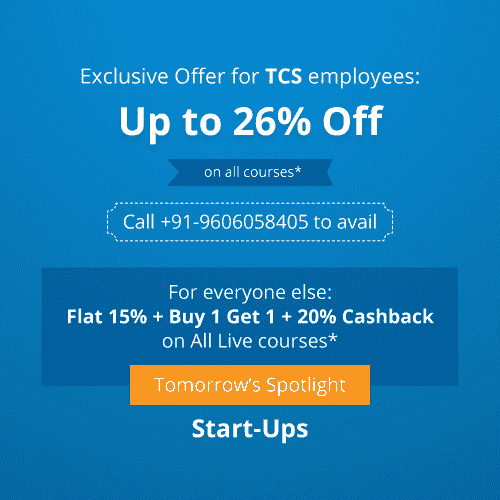 Exclusive Offer for TCS employees:
Up to 26% Off
on all courses*
Call +91-9606058405 to avail
For everyone else:
Flat 15% + Buy 1 Get 1 + 20% Cashback
on All Live courses*
Tomorrow's Spotlight
Start-Ups